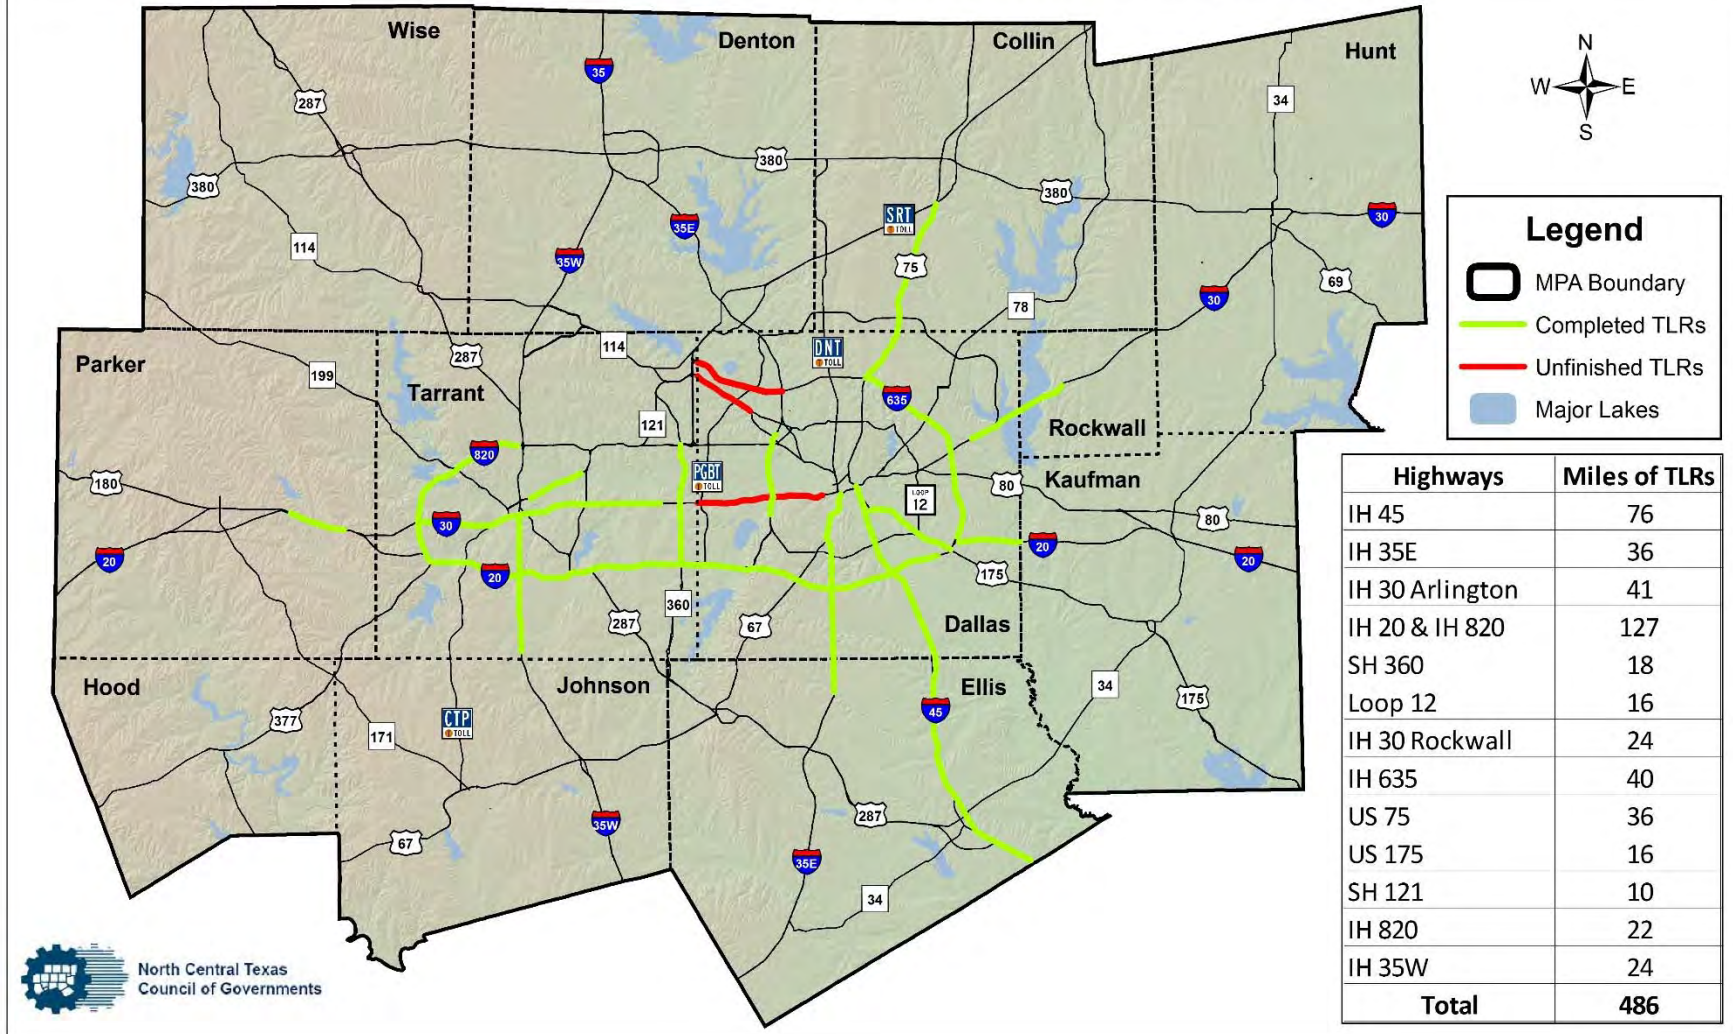 Wise
Denton
Collin
Hunt
N
W
E
S
35
287
34
380
380
380
SRT
TOLL
30
35E
114
35W
75
69
30
78
Legend
MPA Boundary
Completed TLRs
Unfinished TLRs
Major Lakes
Parker
287
114
DNT
TOLL
199
Tarrant
635
121
Rockwall
820
PGBT
TOLL
180
80
Kaufman
LOOP
12
30
80
20
20
20
20
175
360
287
67
Dallas
Hood
Johnson
Ellis
34
175
377
171
CTP
TOLL
45
35W
287
67
35E
34
Highways Miles of TLRs
IH 45 76
IH 35E 36
IH 30 Arlington 41
IH 20 & IH 820 127
SH 360 18
Loop 12 16
IH 30 Rockwall 24
IH 635 40
US 75 36
US 175 16
SH 121 10
IH 820 22
IH 35W 24
Total 486
North Central Texas
Council of Governments